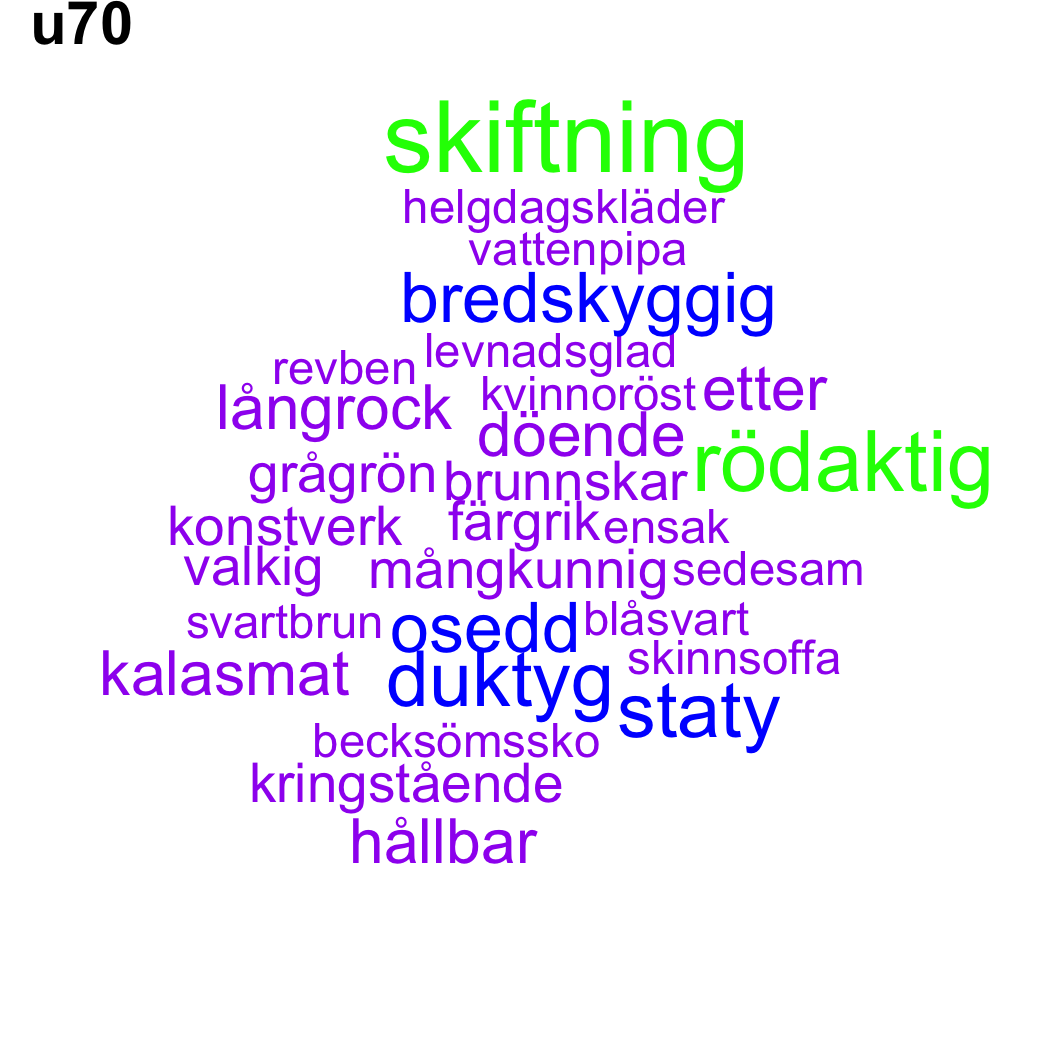 u70
skiftning
helgdagskläder
vattenpipa
bredskyggig
levnadsglad
revben
kvinnoröst
etter
långrock
döende
rödaktig
grågrön
brunnskar
konstverk
färgrik
ensak
valkig
mångkunnig
sedesam
svartbrun
osedd
blåsvart
skinnsoffa
kalasmat
duktyg
staty
becksömssko
kringstående
hållbar